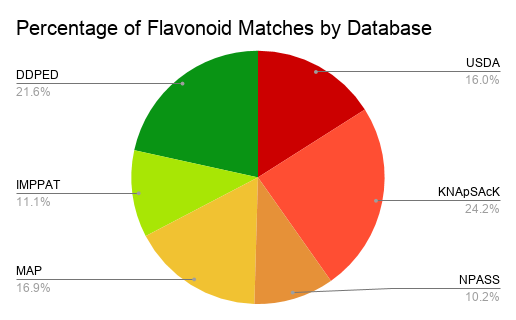 Percentage of Flavonoid Matches by Database
USDA
16.0%
KNApSAcK
24.2%
NPASS
10.2%
MAP
16.9%
IMPPAT
11.1%
DDPED
21.6%